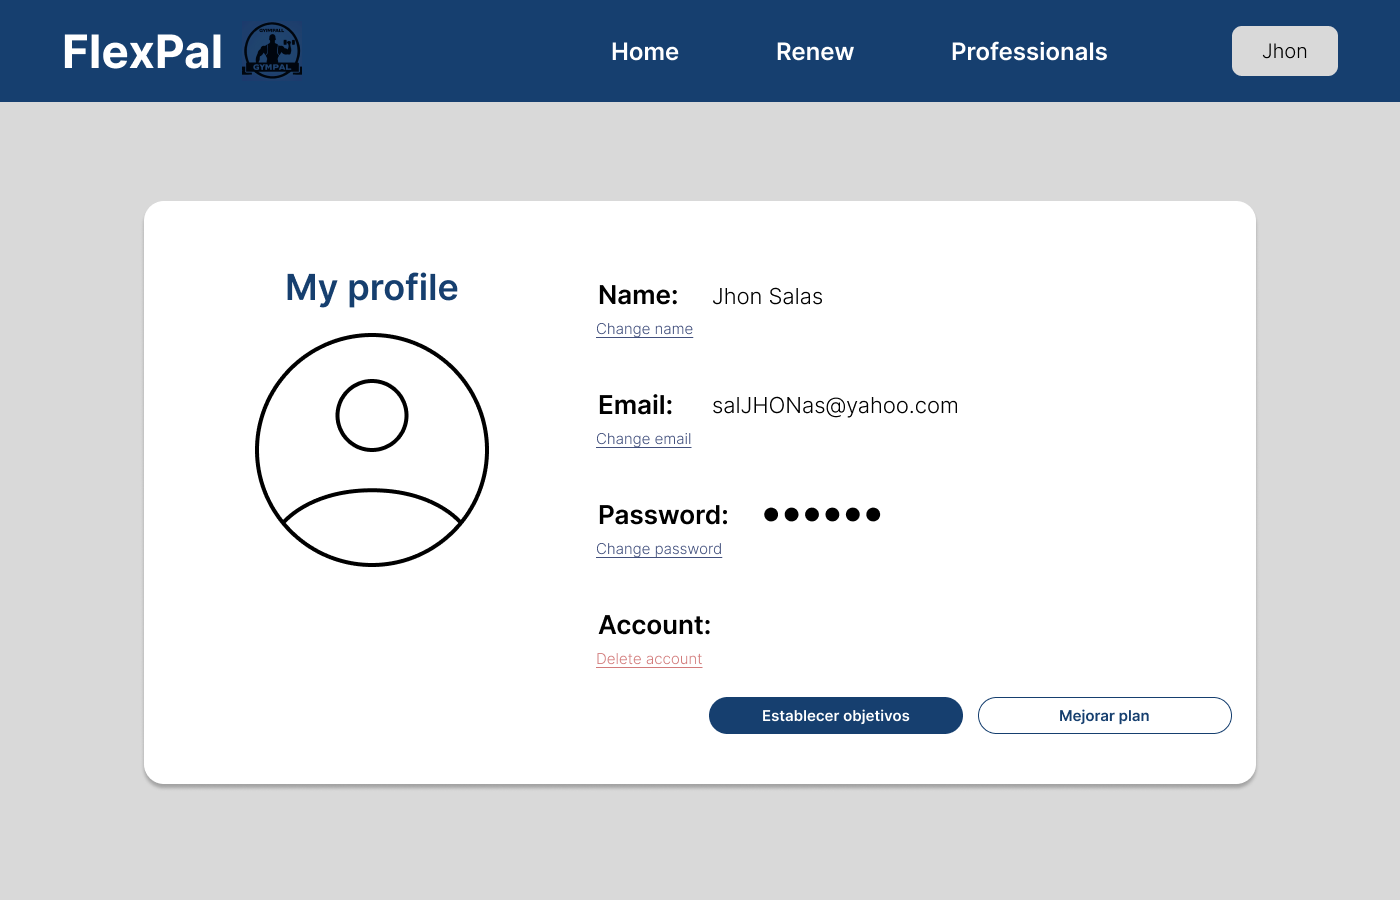 FlexPal
GYMPAL
Home
Renew
Professionals
Jhon
My profile
Name: Jhon Salas
Change name
Email: salJHONas@yahoo.com
Change email
Password: ●●●●●●
Change password
Account:
Delete account
Establecer objetivos
Mejorar plan